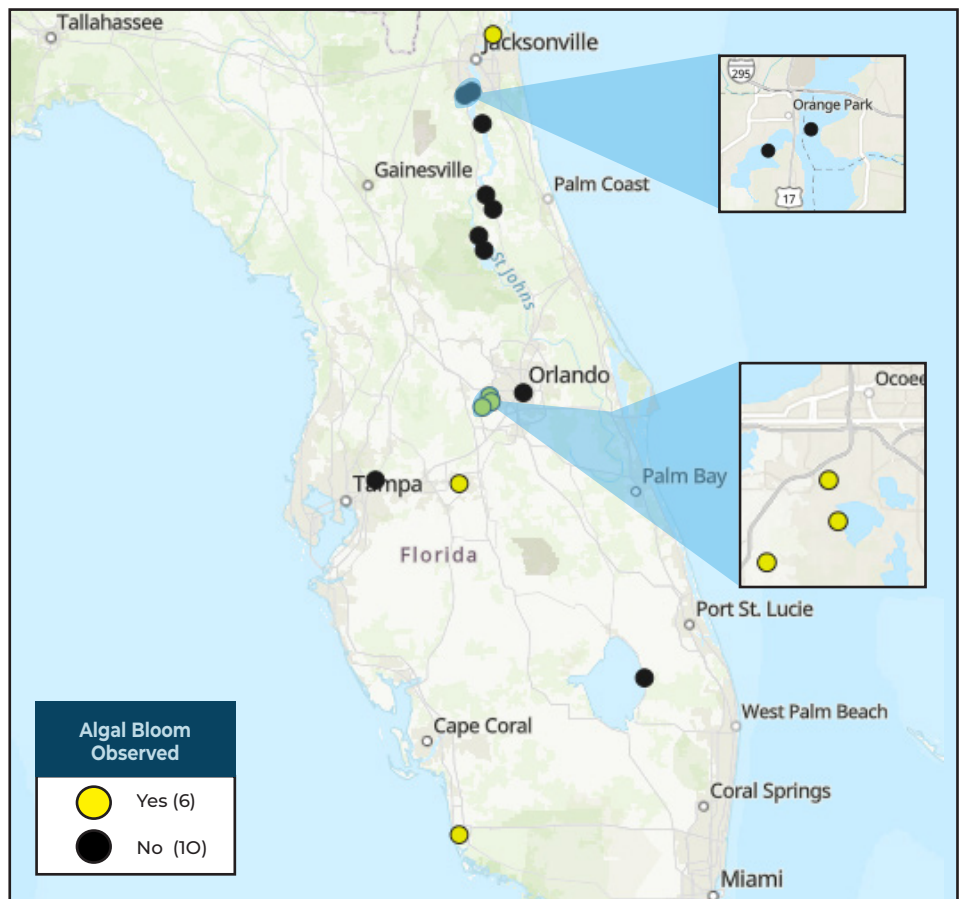 Tallahassee
Jacksonville
295
Orange Park
17
Gainesville
Palm Coast
St Johns
Orlando
Ocoee
Palm Bay
Tampa
Florida
Port St. Lucie
West Palm Beach
Cape Coral
Coral Springs
Miami
Algal Bloom
Observed
Yes (6)
No (10)